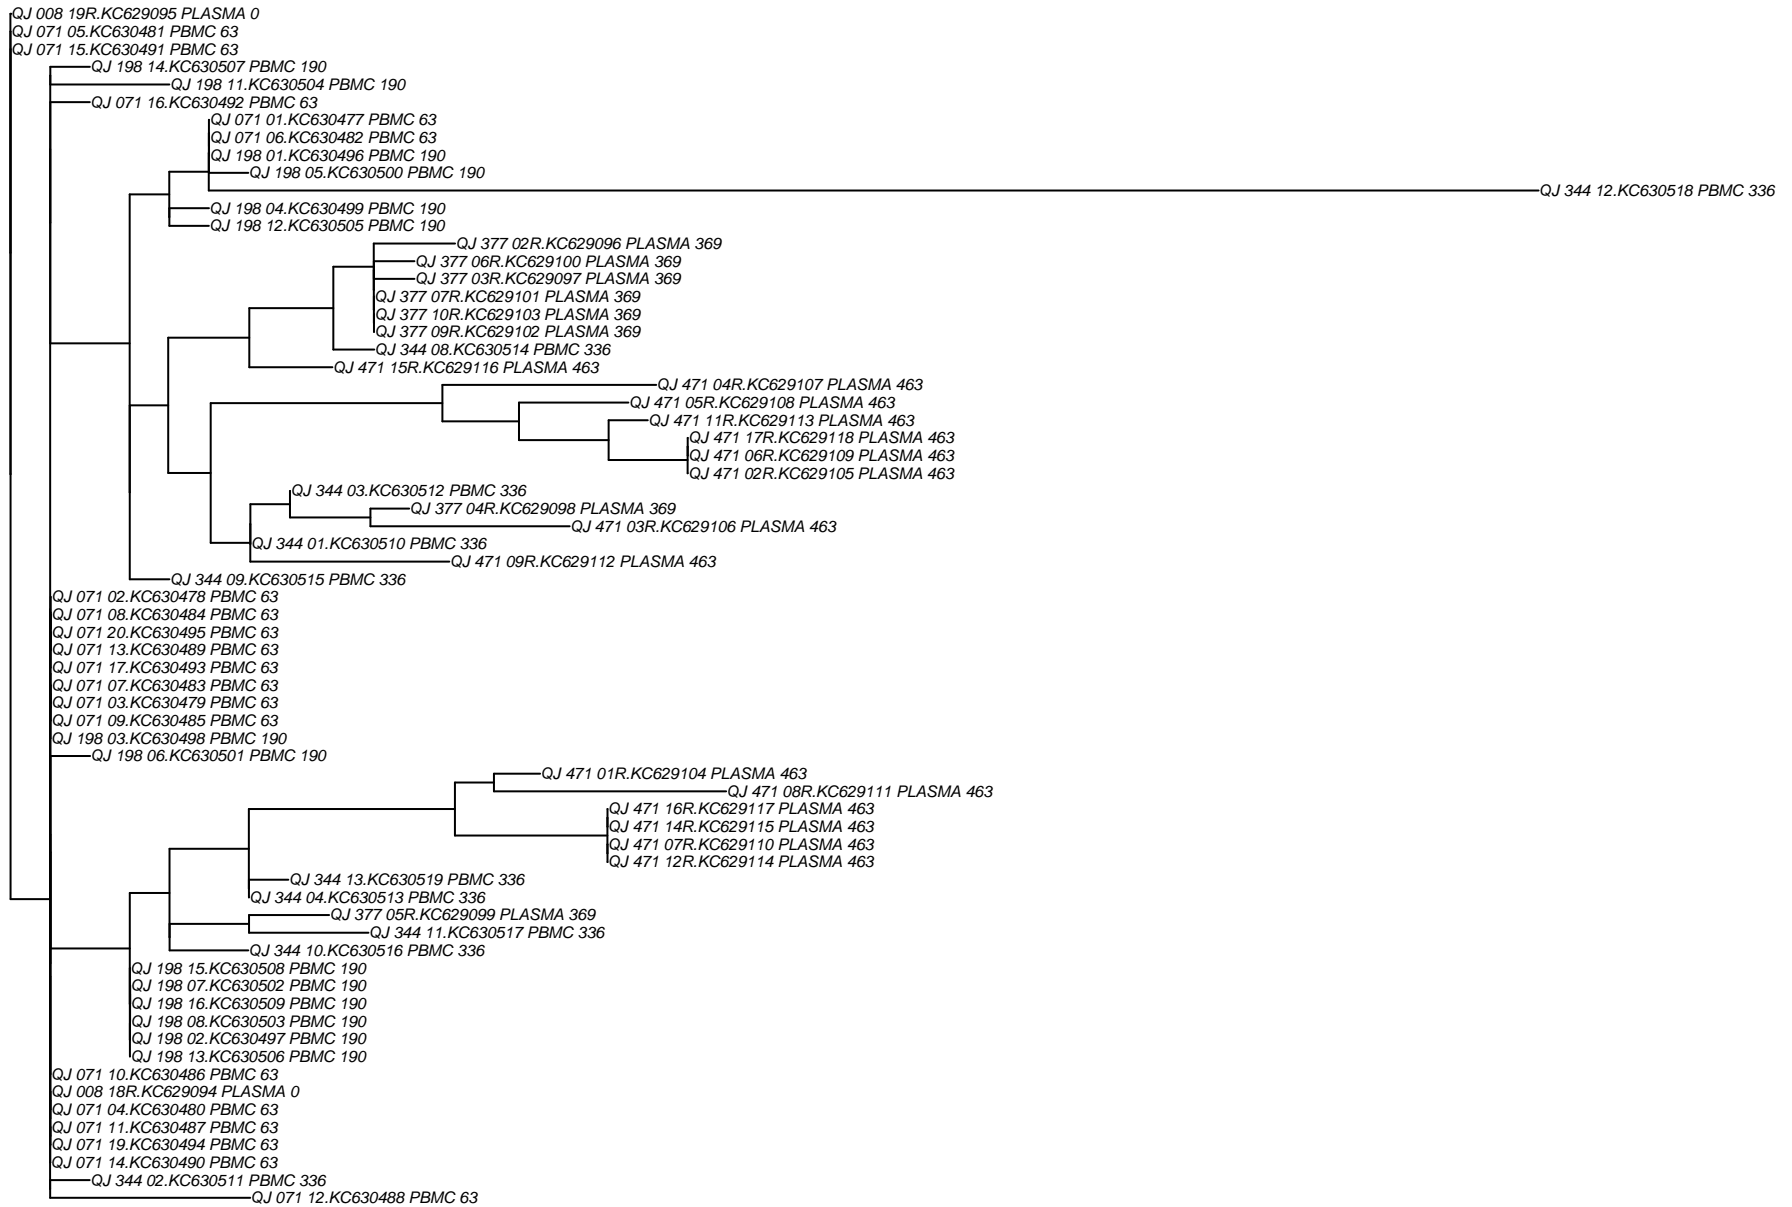 QJ 008 19R.KC629095 PLASMA 0
QJ 071 05.KC630481 PBMC 63
QJ 071 15.KC630491 PBMC 63
QJ 198 14.KC630507 PBMC 190
QJ 198 11.KC630504 PBMC 190
QJ 071 16.KC630492 PBMC 63
QJ 071 01.KC630477 PBMC 63
QJ 071 06.KC630482 PBMC 63
QJ 198 01.KC630496 PBMC 190
QJ 198 05.KC630500 PBMC 190
QJ 344 12.KC630518 PBMC 336
QJ 198 04.KC630499 PBMC 190
QJ 198 12.KC630505 PBMC 190
QJ 377 02R.KC629096 PLASMA 369
QJ 377 06R.KC629100 PLASMA 369
QJ 377 03R.KC629097 PLASMA 369
QJ 377 07R.KC629101 PLASMA 369
QJ 377 10R.KC629103 PLASMA 369
QJ 377 09R.KC629102 PLASMA 369
QJ 344 08.KC630514 PBMC 336
QJ 471 15R.KC629116 PLASMA 463
QJ 471 04R.KC629107 PLASMA 463
QJ 471 05R.KC629108 PLASMA 463
QJ 471 11R.KC629113 PLASMA 463
QJ 471 17R.KC629118 PLASMA 463
QJ 471 06R.KC629109 PLASMA 463
QJ 471 02R.KC629105 PLASMA 463
QJ 344 03.KC630512 PBMC 336
QJ 377 04R.KC629098 PLASMA 369
QJ 471 03R.KC629106 PLASMA 463
QJ 344 01.KC630510 PBMC 336
QJ 471 09R.KC629112 PLASMA 463
QJ 344 09.KC630515 PBMC 336
QJ 071 02.KC630478 PBMC 63
QJ 071 08.KC630484 PBMC 63
QJ 071 20.KC630495 PBMC 63
QJ 071 13.KC630489 PBMC 63
QJ 071 17.KC630493 PBMC 63
QJ 071 07.KC630483 PBMC 63
QJ 071 03.KC630479 PBMC 63
QJ 071 09.KC630485 PBMC 63
QJ 198 03.KC630498 PBMC 190
QJ 198 06.KC630501 PBMC 190
QJ 471 01R.KC629104 PLASMA 463
QJ 471 08R.KC629111 PLASMA 463
QJ 471 16R.KC629117 PLASMA 463
QJ 471 14R.KC629115 PLASMA 463
QJ 471 07R.KC629110 PLASMA 463
QJ 471 12R.KC629114 PLASMA 463
QJ 344 13.KC630519 PBMC 336
QJ 344 04.KC630513 PBMC 336
QJ 377 05R.KC629099 PLASMA 369
QJ 344 11.KC630517 PBMC 336
QJ 344 10.KC630516 PBMC 336
QJ 198 15.KC630508 PBMC 190
QJ 198 07.KC630502 PBMC 190
QJ 198 16.KC630509 PBMC 190
QJ 198 08.KC630503 PBMC 190
QJ 198 02.KC630497 PBMC 190
QJ 198 13.KC630506 PBMC 190
QJ 071 10.KC630486 PBMC 63
QJ 008 18R.KC629094 PLASMA 0
QJ 071 04.KC630480 PBMC 63
QJ 071 11.KC630487 PBMC 63
QJ 071 19.KC630494 PBMC 63
QJ 071 14.KC630490 PBMC 63
QJ 344 02.KC630511 PBMC 336
QJ 071 12.KC630488 PBMC 63